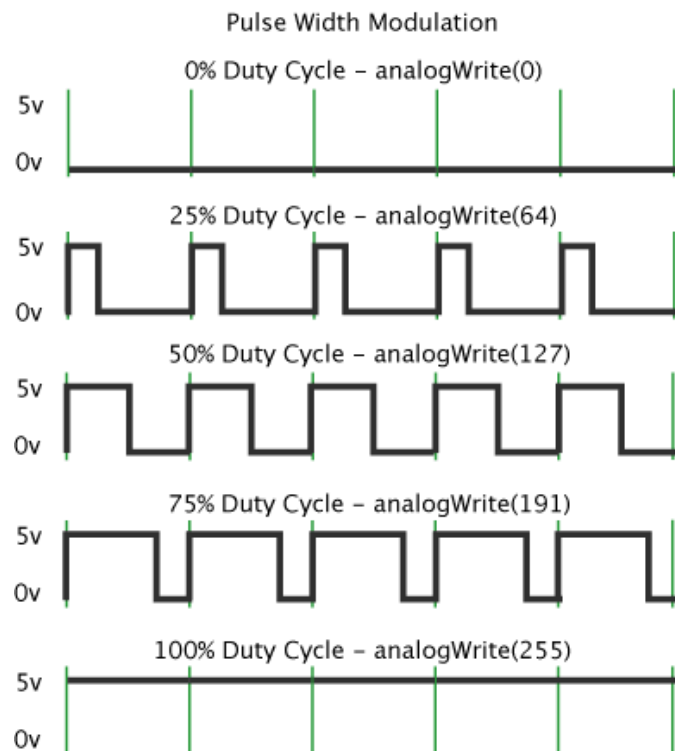 Pulse Width Modulation
0% Duty Cycle – analogWrite(0)
5v
0v
25% Duty Cycle – analogWrite(64)
5v
0v
50% Duty Cycle – analogWrite(127)
5v
0v
75% Duty Cycle – analogWrite(191)
5v
0v
100% Duty Cycle – analogWrite(255)
5v
0v